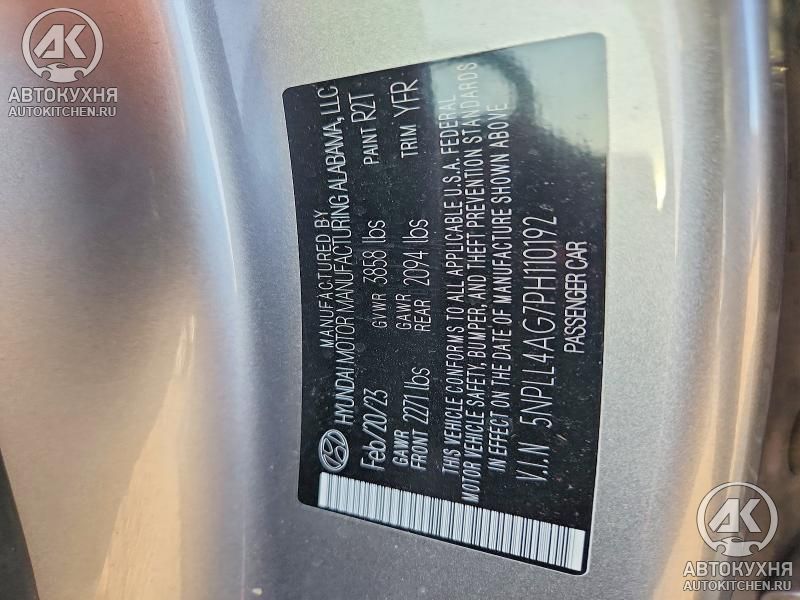 АК
АВТОКУХНЯ
AUTOKITCHEN.RU
MANUFACTURED BY
HYUNDAI MOTOR MANUFACTURING ALABAMA, LLC
Feb/20/23 GVWR 3858 lbs PAINT R2T
GAWR FRONT 2271 lbs GAWR REAR 2094 lbs TRIM YFR
THIS VEHICLE CONFORMS TO ALL APPLICABLE U.S.A. FEDERAL
MOTOR VEHICLE SAFETY, BUMPER, AND THEFT PREVENTION STANDARDS
IN EFFECT ON THE DATE OF MANUFACTURE SHOWN ABOVE
V.I.N 5NPLL4AG7PH110192
PASSENGER CAR
АК
АВТОКУХНЯ
AUTOKITCHEN.RU